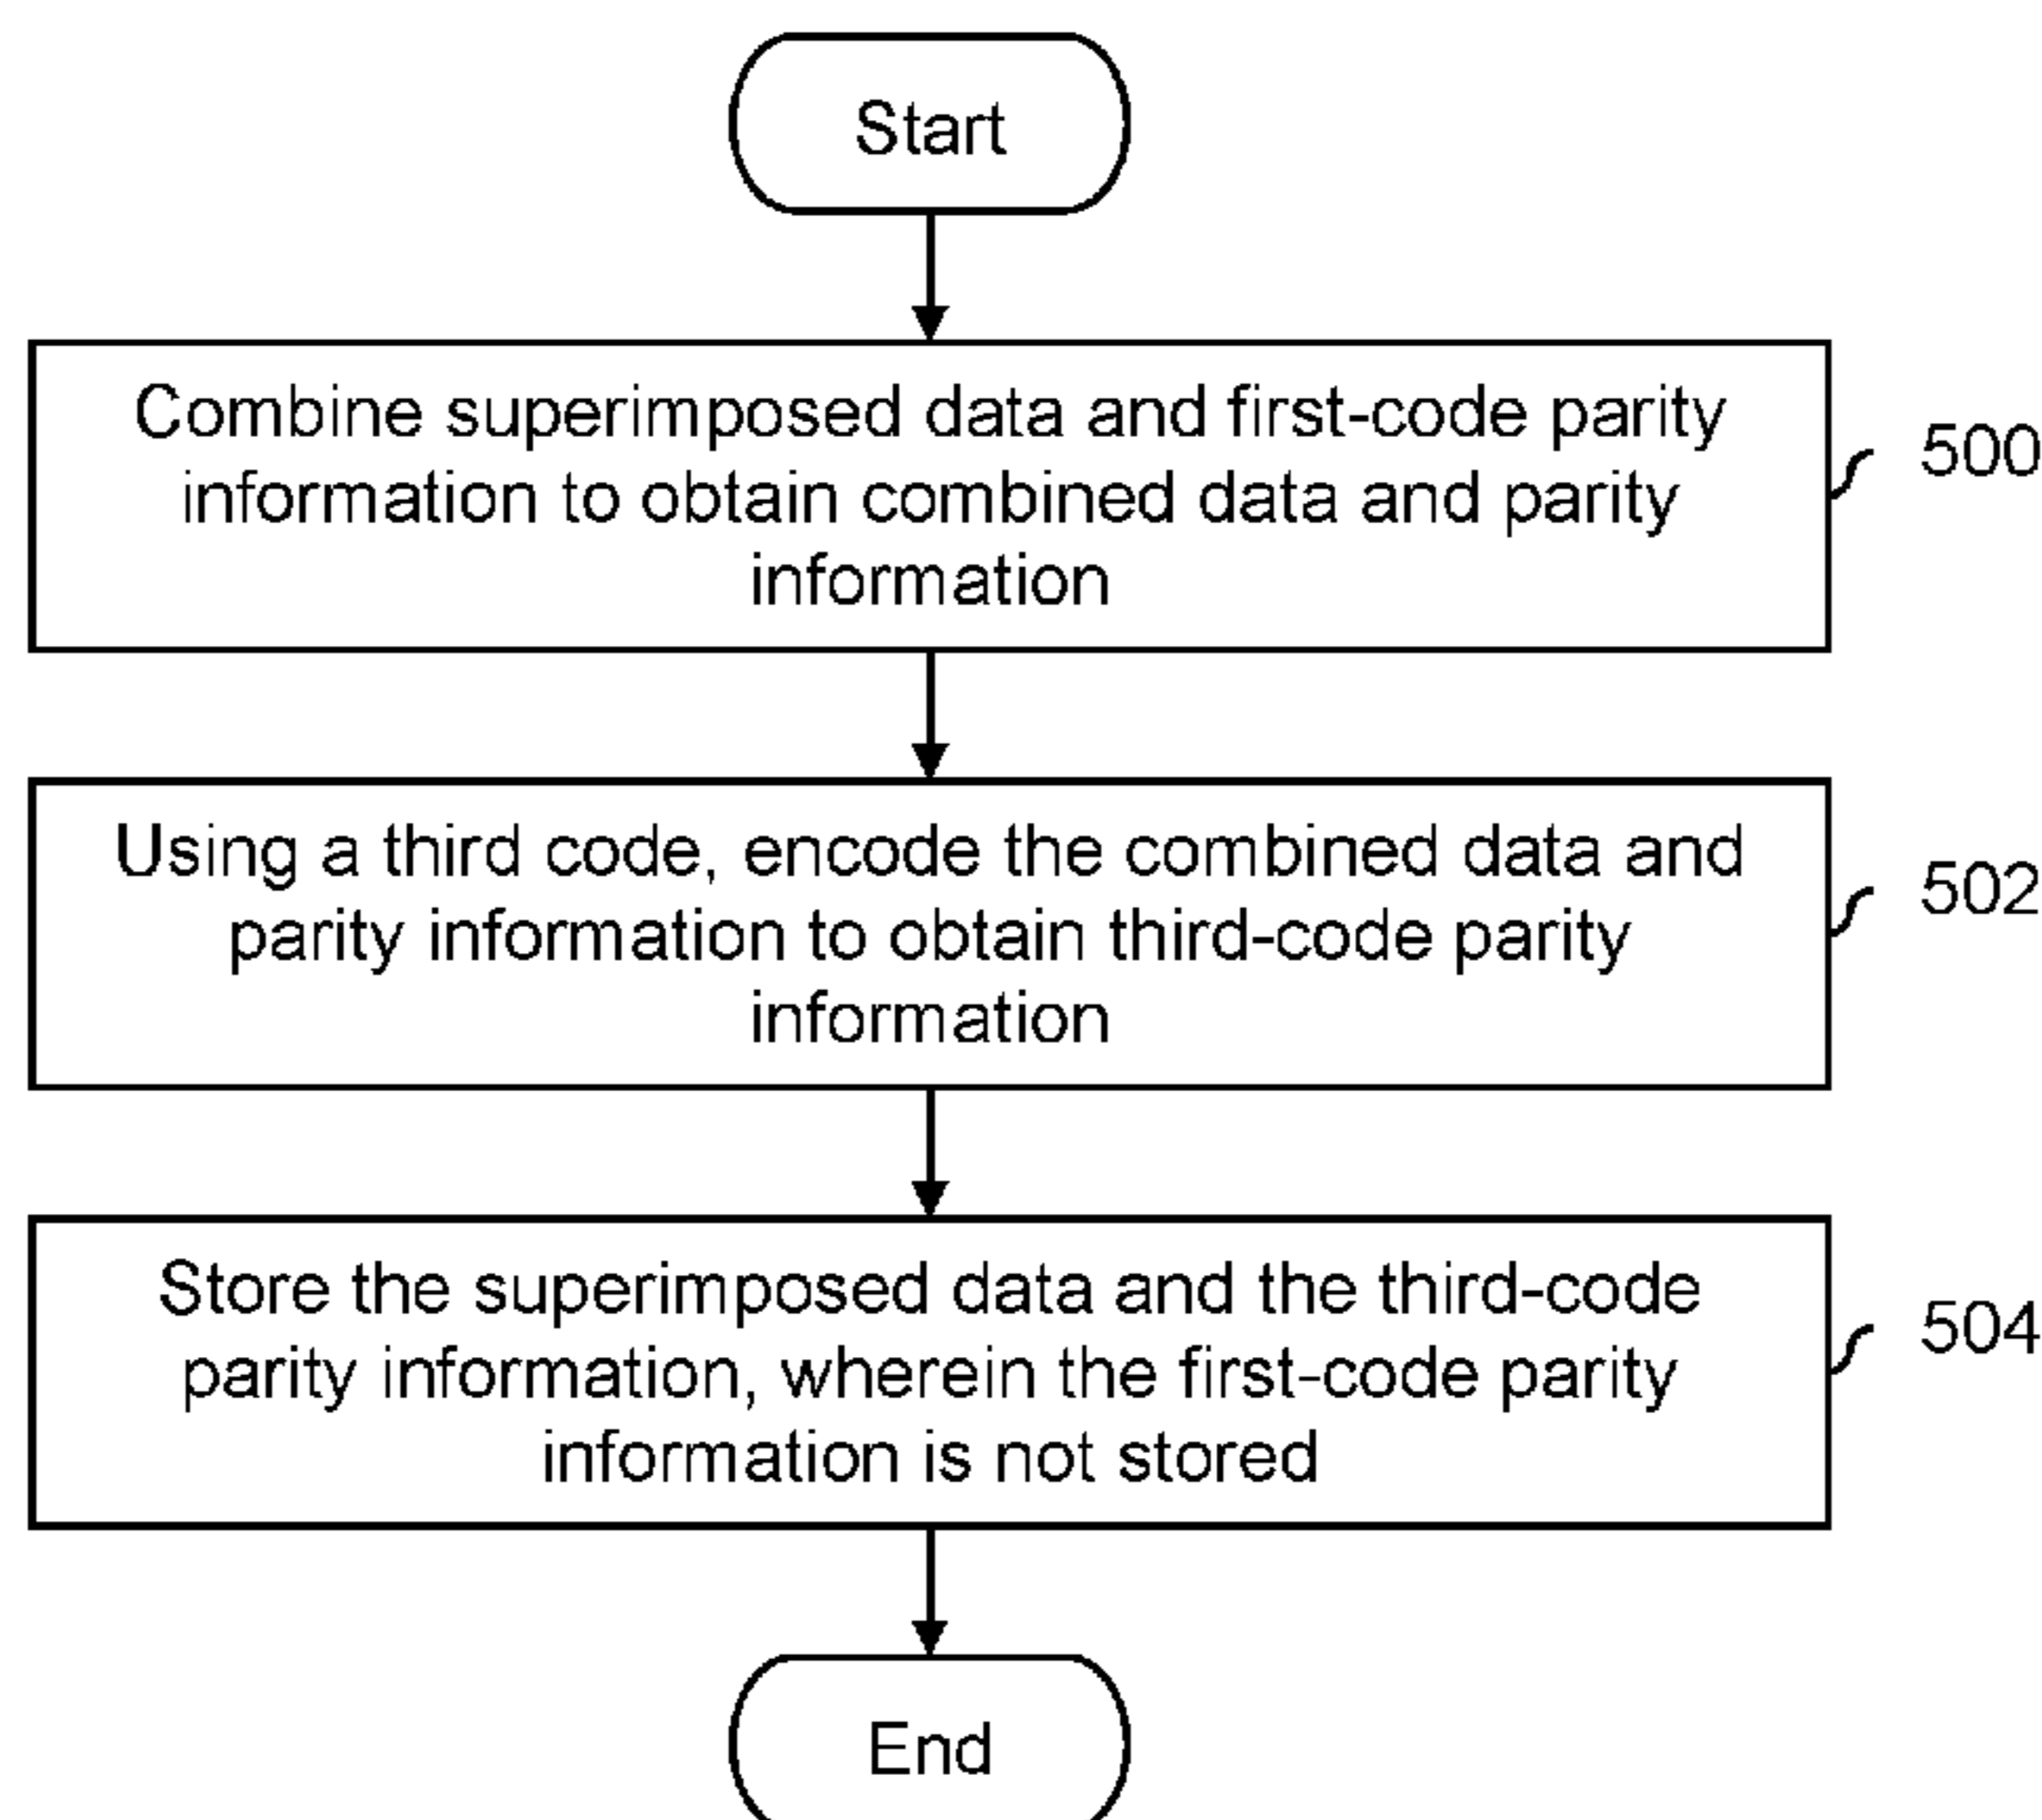 Start
Combine superimposed data and first-code parity
information to obtain combined data and parity
information
500
Using a third code, encode the combined data and
parity information to obtain third-code parity
information
502
Store the superimposed data and the third-code
parity information, wherein the first-code parity
information is not stored
504
End